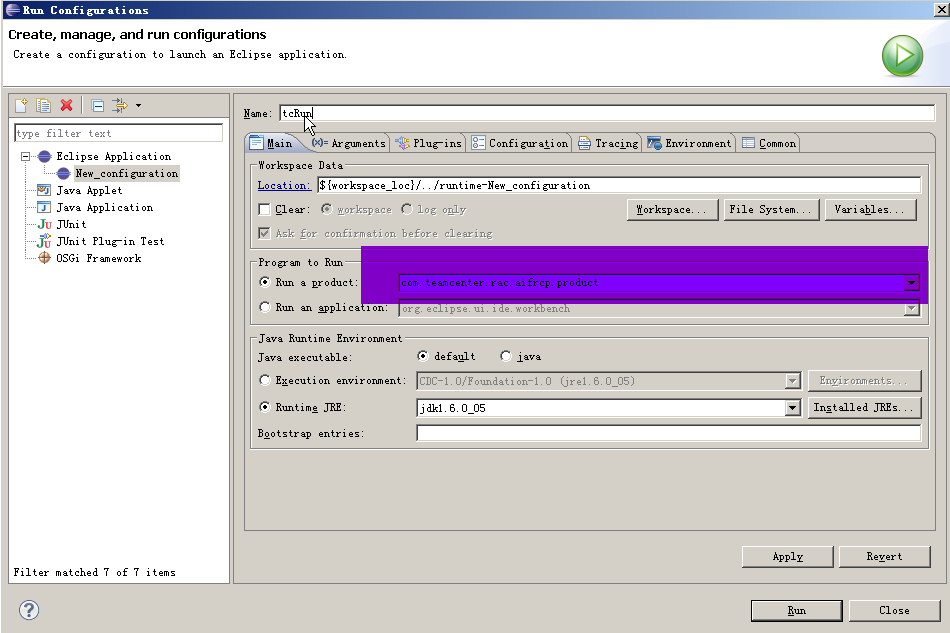 Run Configurations
Create, manage, and run configurations
Create a configuration to launch an Eclipse application.
type filter text
Eclipse Application
New_configuration
Java Applet
Java Application
JUnit
JUnit Plug-in Test
OSGi Framework
Filter matched 7 of 7 items
Name: tcRun
Main (x)= Arguments Plug-ins Configuration Tracing Environment Common
Workspace Data
Location: ${workspace_loc}/../runtime-New_configuration
Clear: workspace log only Workspace... File System... Variables...
Ask for confirmation before clearing
Program to Run
Run a product: com.teamcenter.rac.aifrcp.product
Run an application: org.eclipse.ui.ide.workbench
Java Runtime Environment
Java executable: default java
Execution environment: CDC-1.0/Foundation-1.0 (jre1.6.0_05) Environments...
Runtime JRE: jdk1.6.0_05 Installed JREs...
Bootstrap entries:
Apply Revert
? Run Close